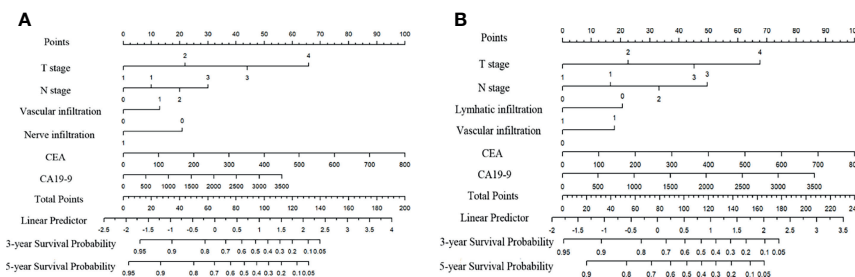 A
Points
0 10 20 30 40 50 60 70 80 90 100
T stage
2 4
1 3
N stage
1 3
0 2
Vascular infiltration
1
0
Nerve infiltration
0
1
CEA
0 100 200 300 400 500 600 700 800
CA19-9
0 500 1000 1500 2000 2500 3000 3500
Total Points
0 20 40 60 80 100 120 140 160 180 200
Linear Predictor
-2.5 -2 -1.5 -1 -0.5 0 0.5 1 1.5 2 2.5 3 3.5 4
3-year Survival Probability
0.95 0.9 0.8 0.7 0.6 0.5 0.4 0.3 0.2 0.1 0.05
5-year Survival Probability
0.95 0.9 0.8 0.7 0.6 0.5 0.4 0.3 0.2 0.1 0.05
B
Points
0 10 20 30 40 50 60 70 80 90 100
T stage
2 4
1 3
N stage
1 3
0 2
Lymhatic infiltration
0
1
Vascular infiltration
1
0
CEA
0 100 200 300 400 500 600 700 800
CA19-9
0 500 1000 1500 2000 2500 3000 3500
Total Points
0 20 40 60 80 100 120 140 160 180 200 220 240
Linear Predictor
-2 -1.5 -1 -0.5 0 0.5 1 1.5 2 2.5 3 3.5
3-year Survival Probability
0.95 0.9 0.8 0.7 0.6 0.5 0.4 0.3 0.2 0.1 0.05
5-year Survival Probability
0.9 0.8 0.7 0.6 0.5 0.4 0.3 0.2 0.1 0.05